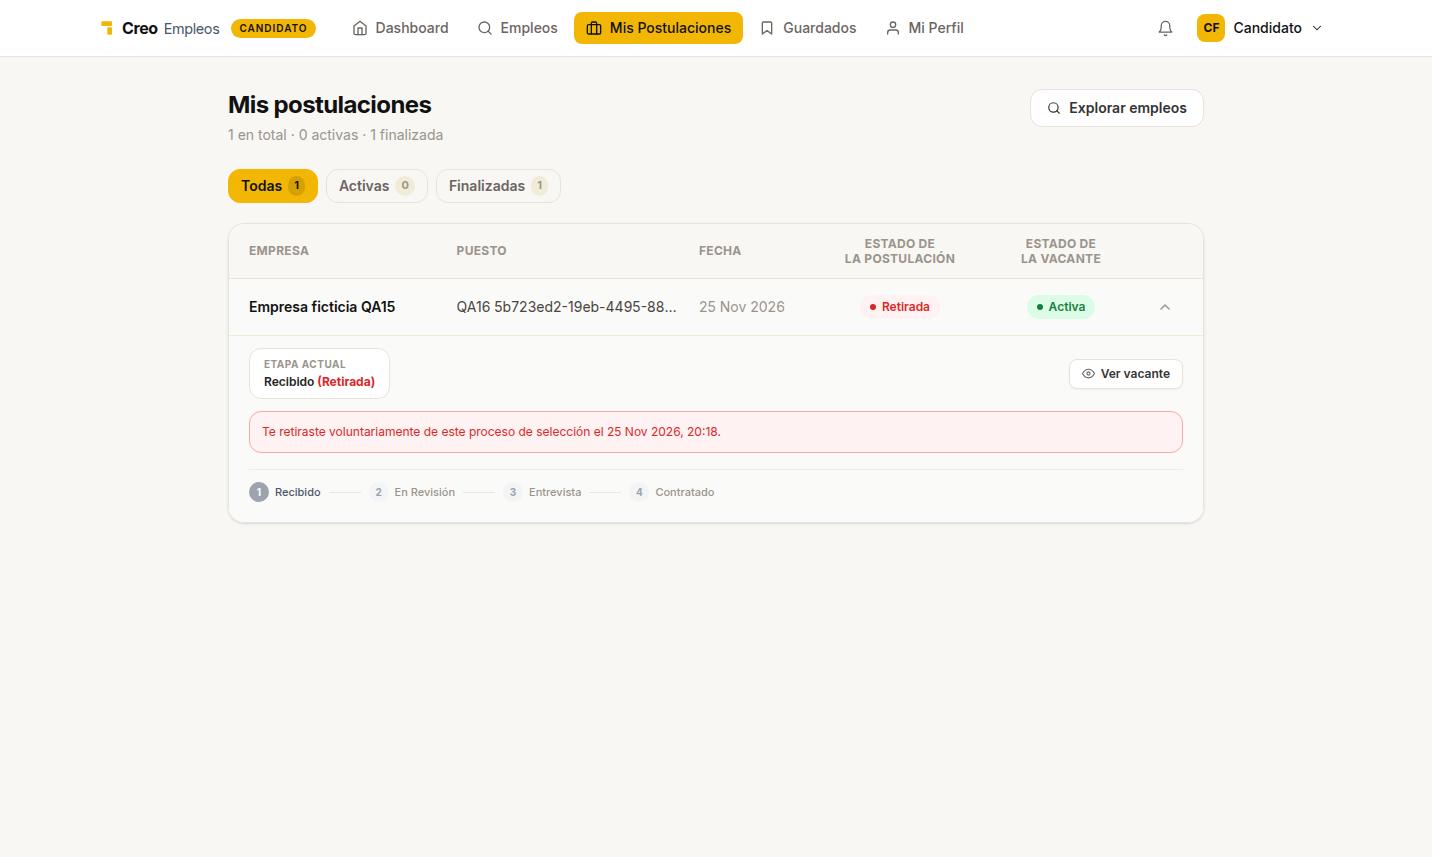 Creo Empleos CANDIDATO Dashboard Empleos Mis Postulaciones Guardados Mi Perfil CF Candidato
Mis postulaciones
Explorar empleos
1 en total · 0 activas · 1 finalizada
Todas 1 Activas 0 Finalizadas 1
EMPRESA PUESTO FECHA ESTADO DE LA POSTULACIÓN ESTADO DE LA VACANTE
Empresa ficticia QA15 QA16 5b723ed2-19eb-4495-88... 25 Nov 2026 Retirada Activa
ETAPA ACTUAL
Recibido (Retirada)
Ver vacante
Te retiraste voluntariamente de este proceso de selección el 25 Nov 2026, 20:18.
1 Recibido 2 En Revisión 3 Entrevista 4 Contratado